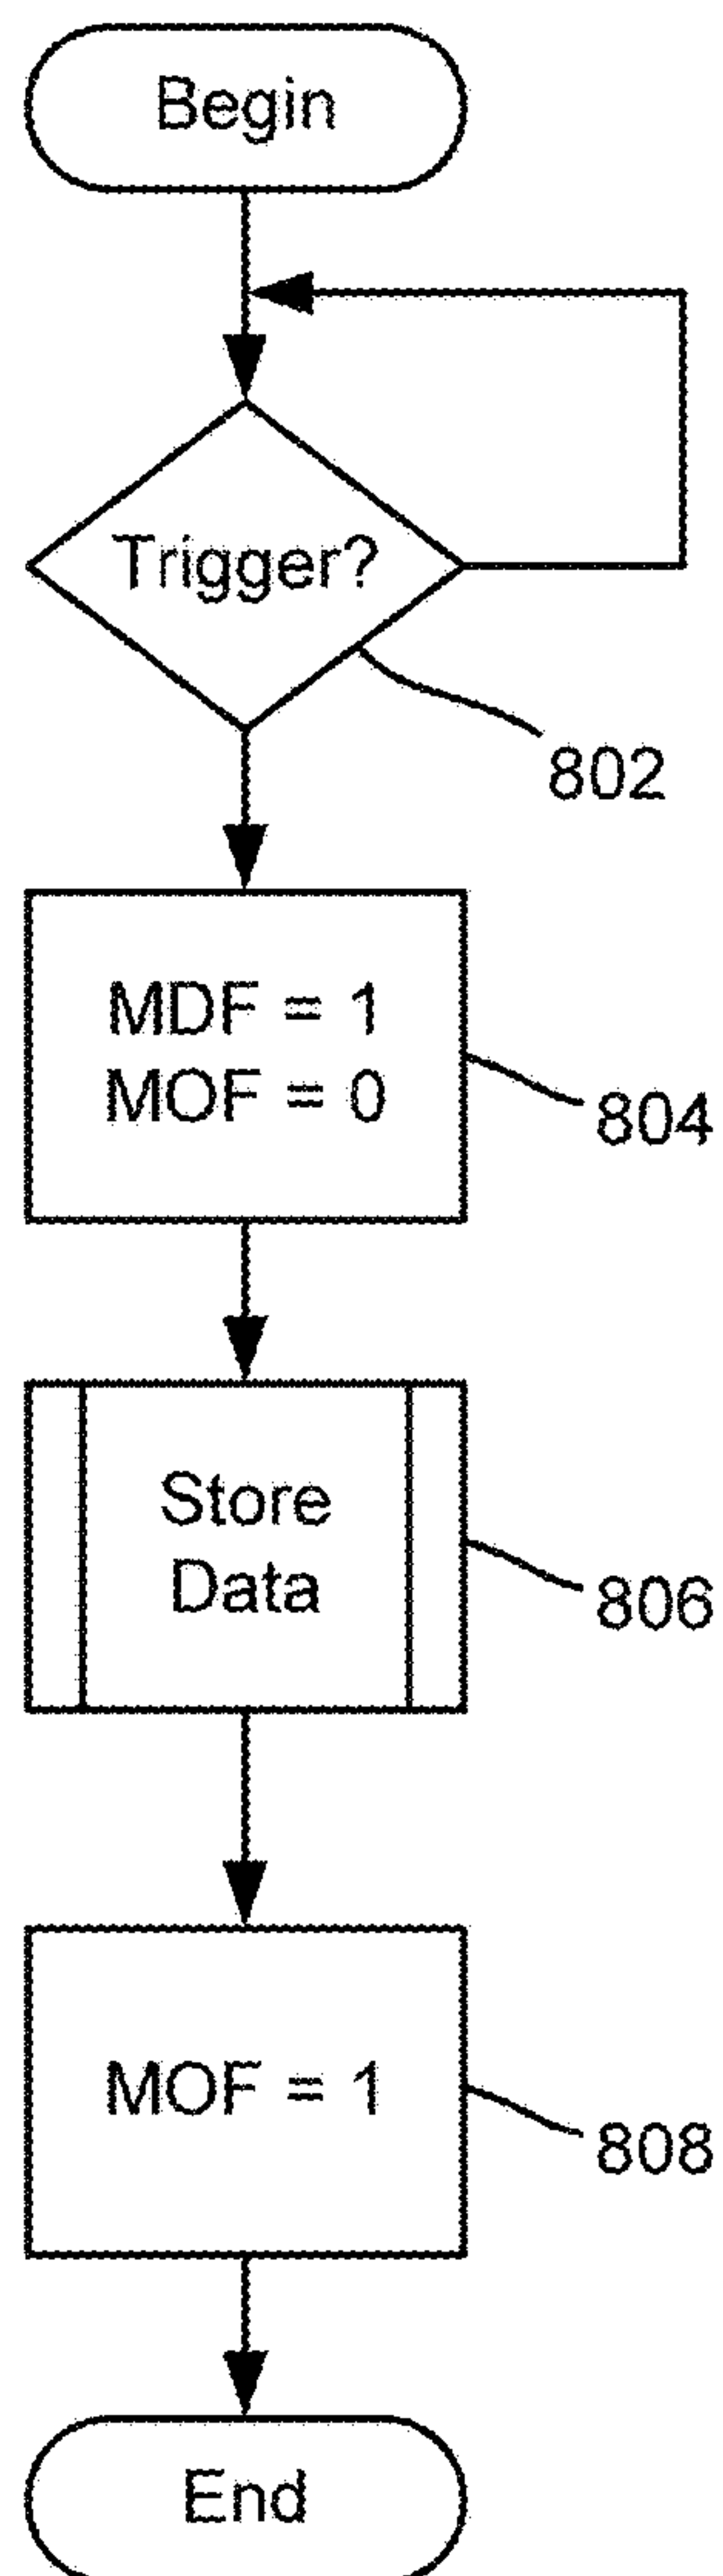 Begin
Trigger?
802
MDF = 1
MOF = 0
804
Store
Data
806
MOF = 1
808
End